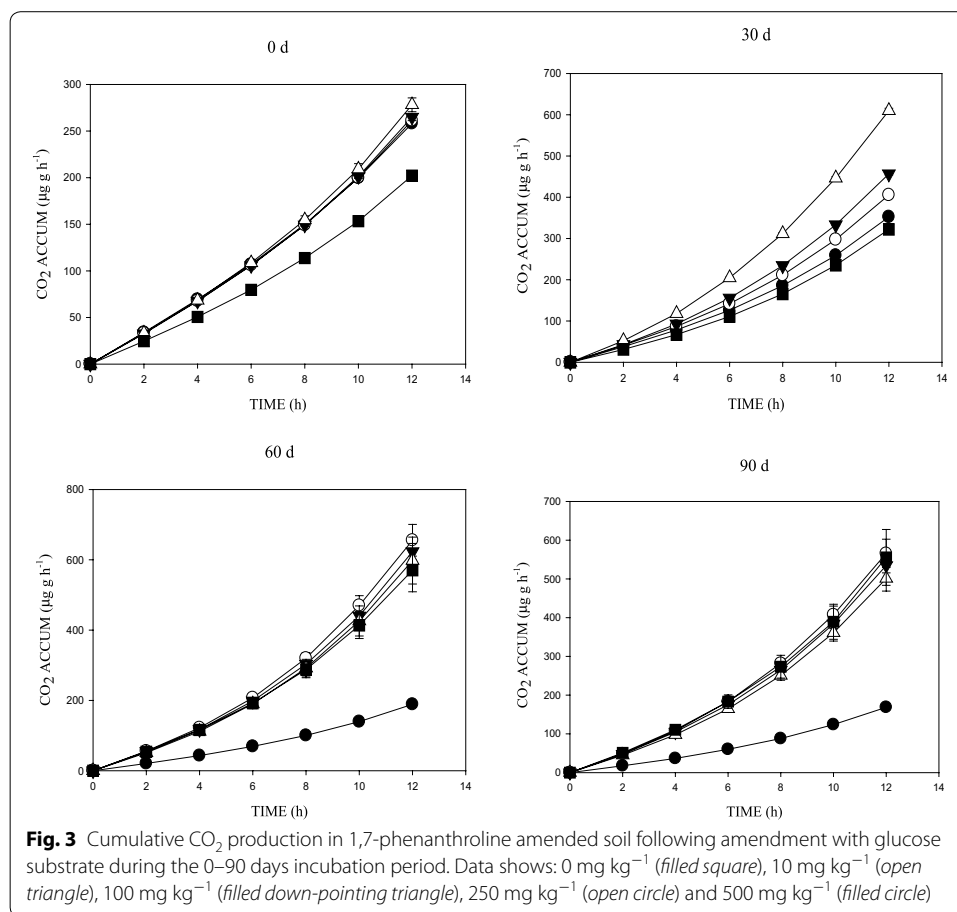 0 d
CO2 ACCUM (µg g h-1)
300
250
200
150
100
50
0
0 2 4 6 8 10 12 14
TIME (h)
30 d
CO2 ACCUM (µg g h-1)
700
600
500
400
300
200
100
0
0 2 4 6 8 10 12 14
TIME (h)
60 d
CO2 ACCUM (µg g h-1)
800
600
400
200
0
0 2 4 6 8 10 12 14
TIME (h)
90 d
CO2 ACCUM (µg g h-1)
700
600
500
400
300
200
100
0
0 2 4 6 8 10 12 14
TIME (h)
Fig. 3 Cumulative CO2 production in 1,7-phenanthroline amended soil following amendment with glucose
substrate during the 0–90 days incubation period. Data shows: 0 mg kg−1 (filled square), 10 mg kg−1 (open
triangle), 100 mg kg−1 (filled down-pointing triangle), 250 mg kg−1 (open circle) and 500 mg kg−1 (filled circle)